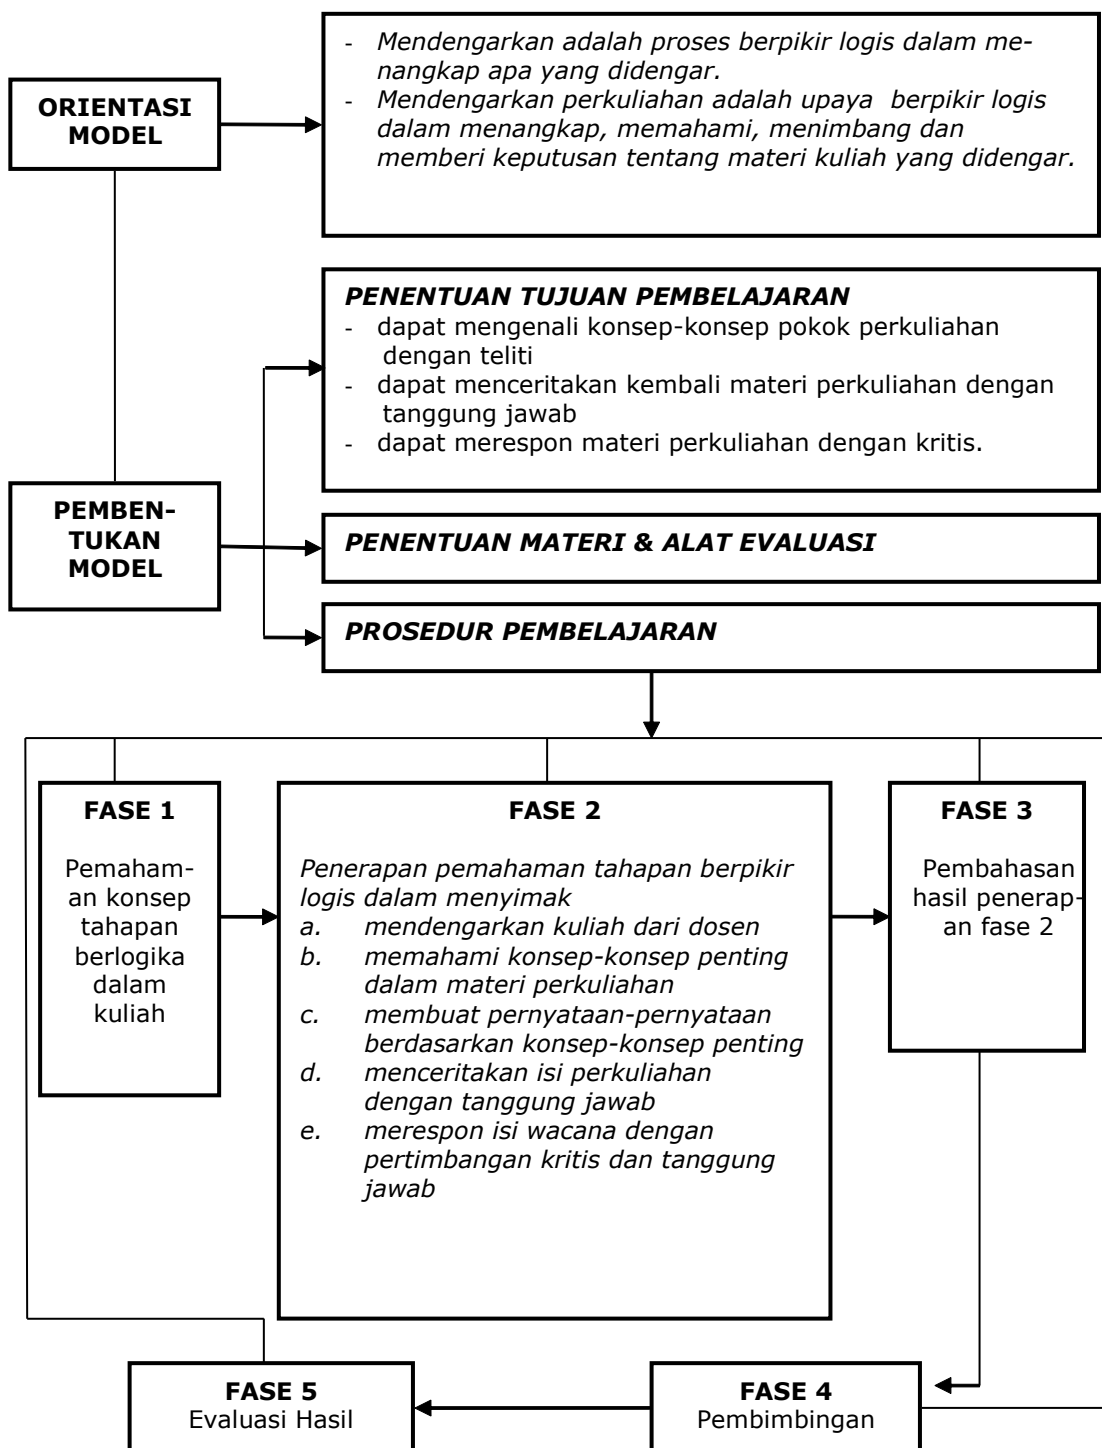 ORIENTASI
MODEL
- Mendengarkan adalah proses berpikir logis dalam me-
nangkap apa yang didengar.
- Mendengarkan perkuliahan adalah upaya berpikir logis
dalam menangkap, memahami, menimbang dan
memberi keputusan tentang materi kuliah yang didengar.
PENENTUAN TUJUAN PEMBELAJARAN
- dapat mengenali konsep-konsep pokok perkuliahan
dengan teliti
- dapat menceritakan kembali materi perkuliahan dengan
tanggung jawab
- dapat merespon materi perkuliahan dengan kritis.
PEMBEN-
TUKAN
MODEL
PENENTUAN MATERI & ALAT EVALUASI
PROSEDUR PEMBELAJARAN
FASE 1
Pemaham-
an konsep
tahapan
berlogika
dalam
kuliah
FASE 2
Penerapan pemahaman tahapan berpikir
logis dalam menyimak
a. mendengarkan kuliah dari dosen
b. memahami konsep-konsep penting
dalam materi perkuliahan
c. membuat pernyataan-pernyataan
berdasarkan konsep-konsep penting
d. menceritakan isi perkuliahan
dengan tanggung jawab
e. merespon isi wacana dengan
pertimbangan kritis dan tanggung
jawab
FASE 3
Pembahasan
hasil penerap-
an fase 2
FASE 5
Evaluasi Hasil
FASE 4
Pembimbingan